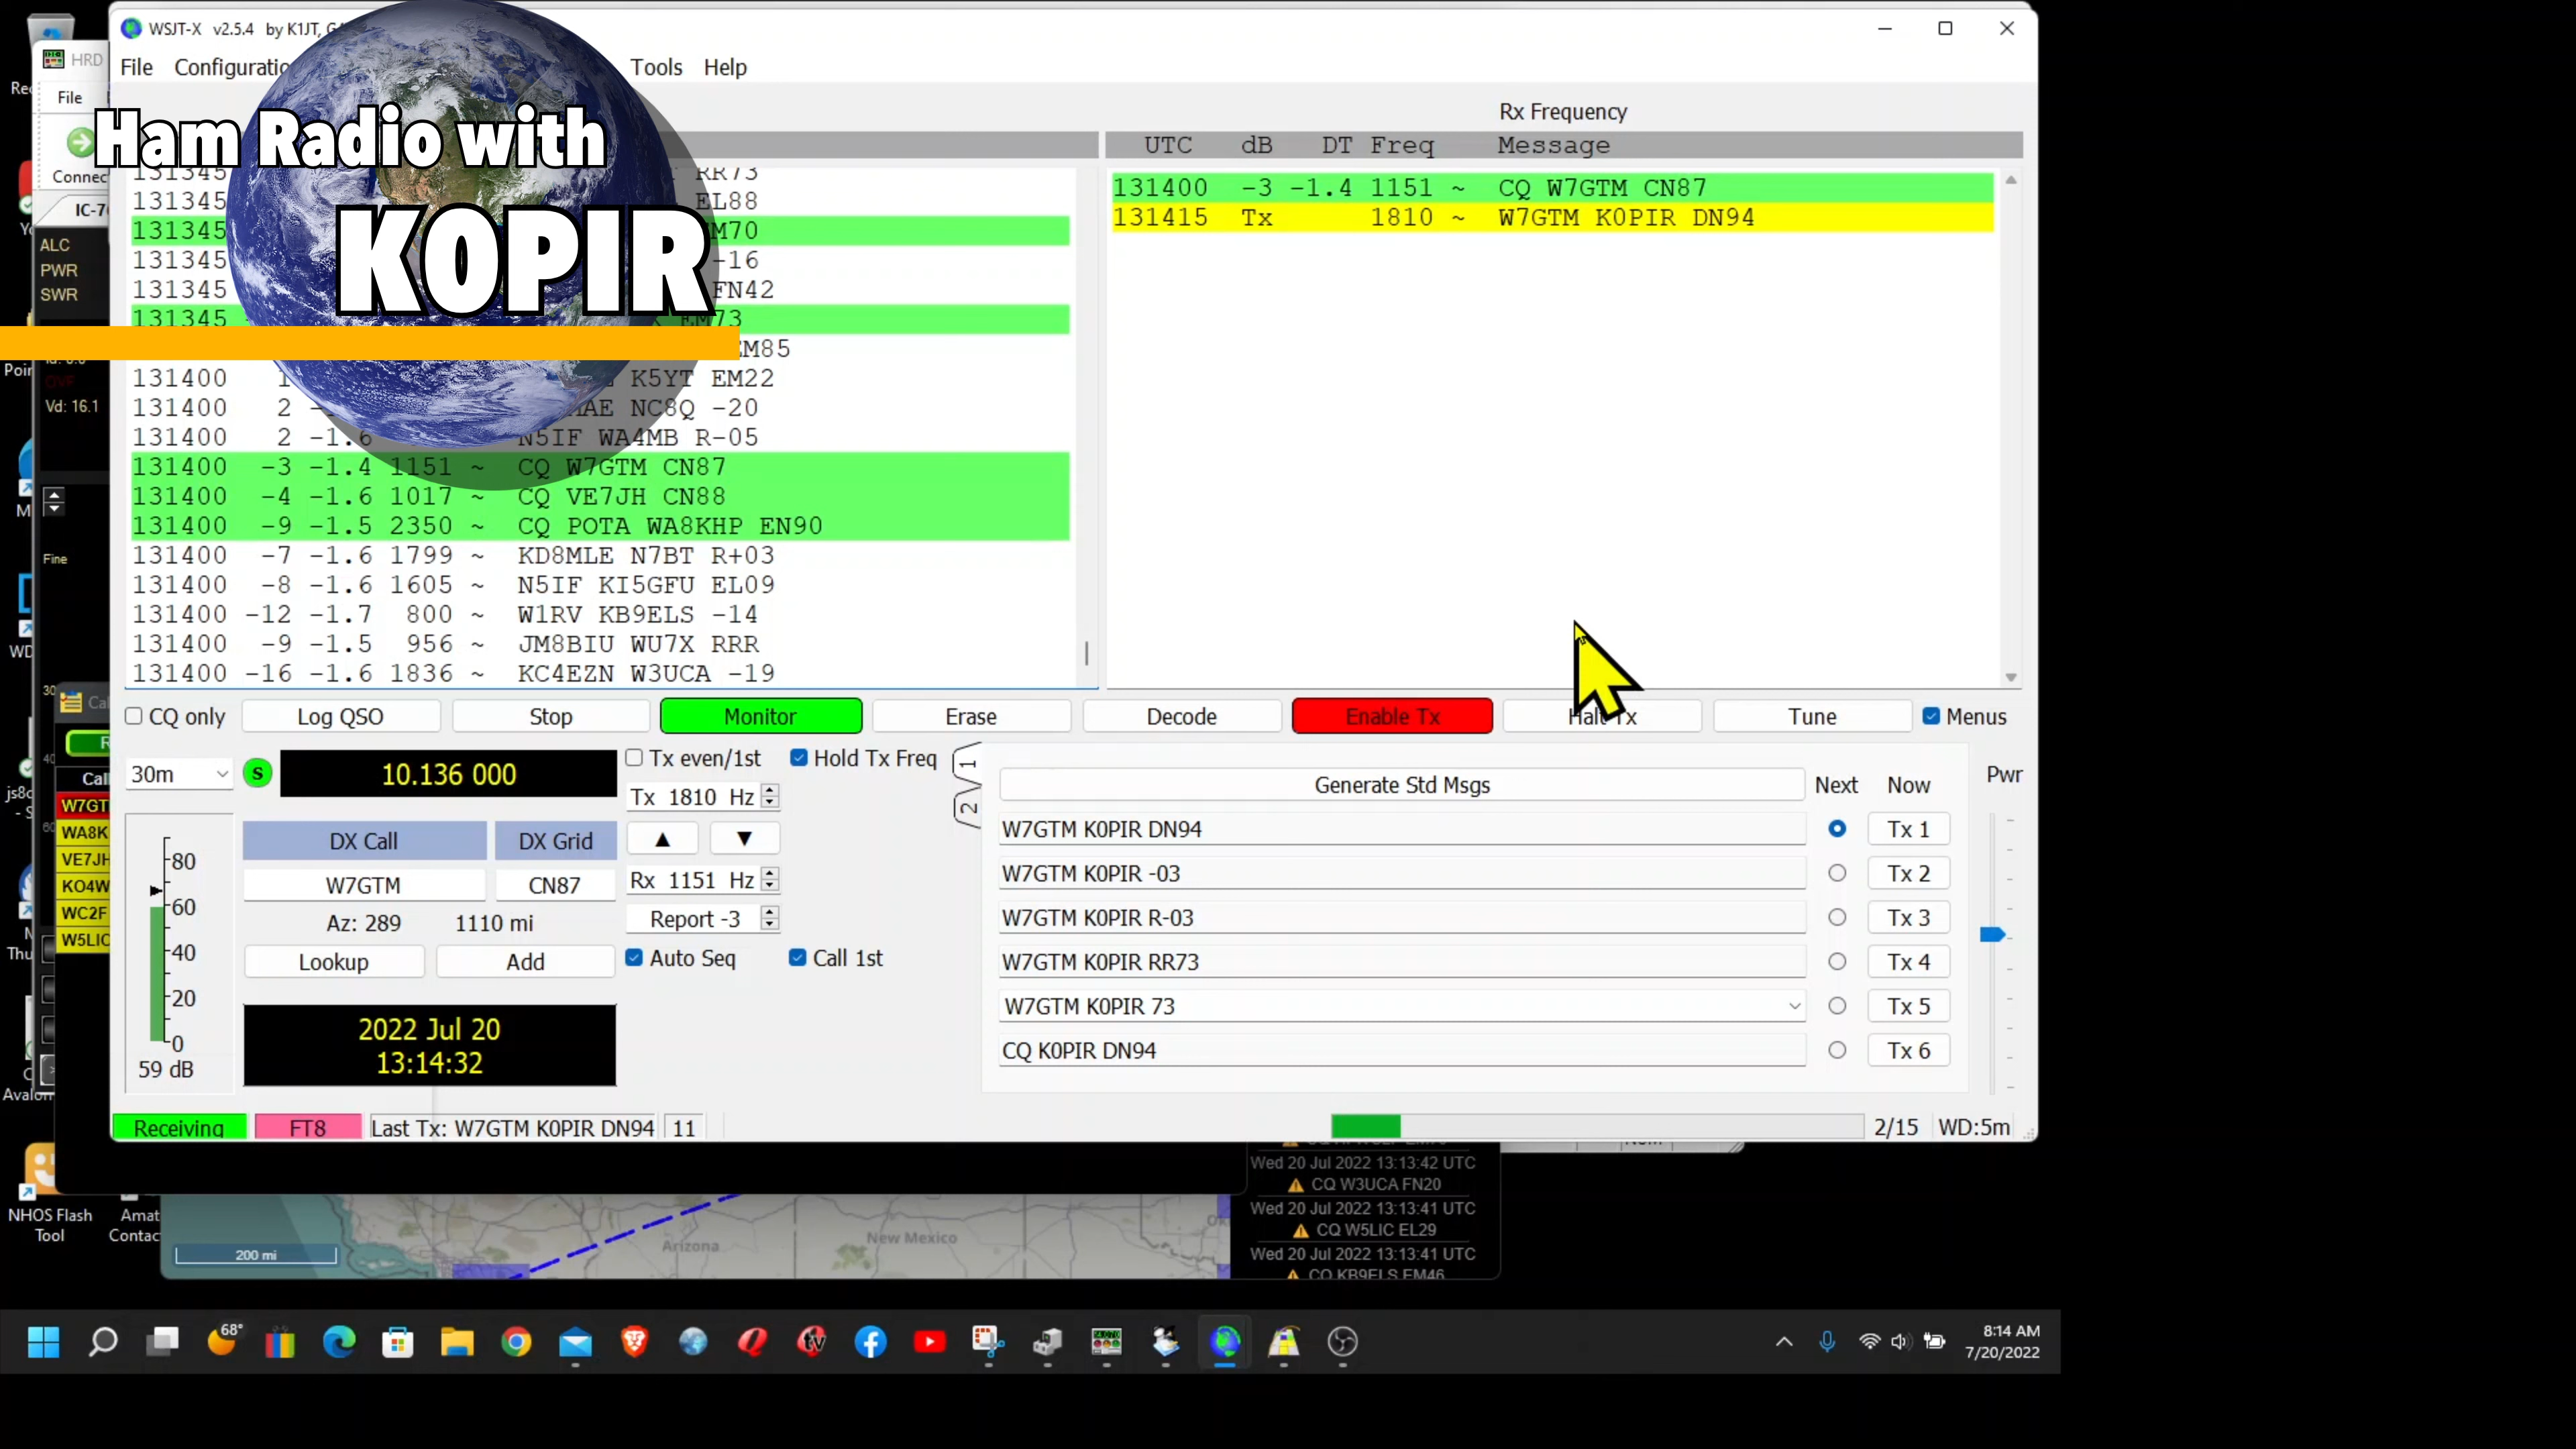 WSJT-X v2.5.4 by K1JT,
HRD
File
Tools Help
File
Ham Radio with
K0PIR
Connec
Rx Frequency
UTC dB DT Freq Message
131345 RR73
131345 EL88
131345
131345 -16
131345 FN42
131345 EM73
EM85
131400 K5YT EM22
131400 2 NC8Q -20
131400 2 -1.6 N5IF WA4MB R-05
131400 -3 -1.4 1151 ~ CQ W7GTM CN87
131400 -4 -1.6 1017 ~ CQ VE7JH CN88
131400 -9 -1.5 2350 ~ CQ POTA WA8KHP EN90
131400 -7 -1.6 1799 ~ KD8MLE N7BT R+03
131400 -8 -1.6 1605 ~ N5IF KI5GFU EL09
131400 -12 -1.7 800 ~ W1RV KB9ELS -14
131400 -9 -1.5 956 ~ JM8BIU WU7X RRR
131400 -16 -1.6 1836 ~ KC4EZN W3UCA -19
131400 -3 -1.4 1151 ~ CQ W7GTM CN87
131415 Tx 1810 ~ W7GTM K0PIR DN94
ALC
PWR
SWR
Vd: 16.1
Fine
CQ only Log QSO Stop Monitor Erase Decode Enable Tx Halt Tx Tune Menus
30m S 10.136 000
Tx even/1st Hold Tx Freq
Tx 1810 Hz
DX Call DX Grid
W7GTM CN87
Rx 1151 Hz
Az: 289 1110 mi
Report -3
Lookup Add
Auto Seq Call 1st
2022 Jul 20
13:14:32
80
60
40
20
0
59 dB
1
2
Generate Std Msgs Next Now Pwr
W7GTM K0PIR DN94 Tx 1
W7GTM K0PIR -03 Tx 2
W7GTM K0PIR R-03 Tx 3
W7GTM K0PIR RR73 Tx 4
W7GTM K0PIR 73 Tx 5
CQ K0PIR DN94 Tx 6
Receiving FT8 Last Tx: W7GTM K0PIR DN94 11 2/15 WD:5m
Wed 20 Jul 2022 13:13:42 UTC
CQ W3UCA FN20
Wed 20 Jul 2022 13:13:41 UTC
CQ W5LIC EL29
Wed 20 Jul 2022 13:13:41 UTC
CQ KB9ELS EM46
NHOS Flash
Tool
Amat
Contac
200 mi
Arizona
New Mexico
68°
8:14 AM
7/20/2022